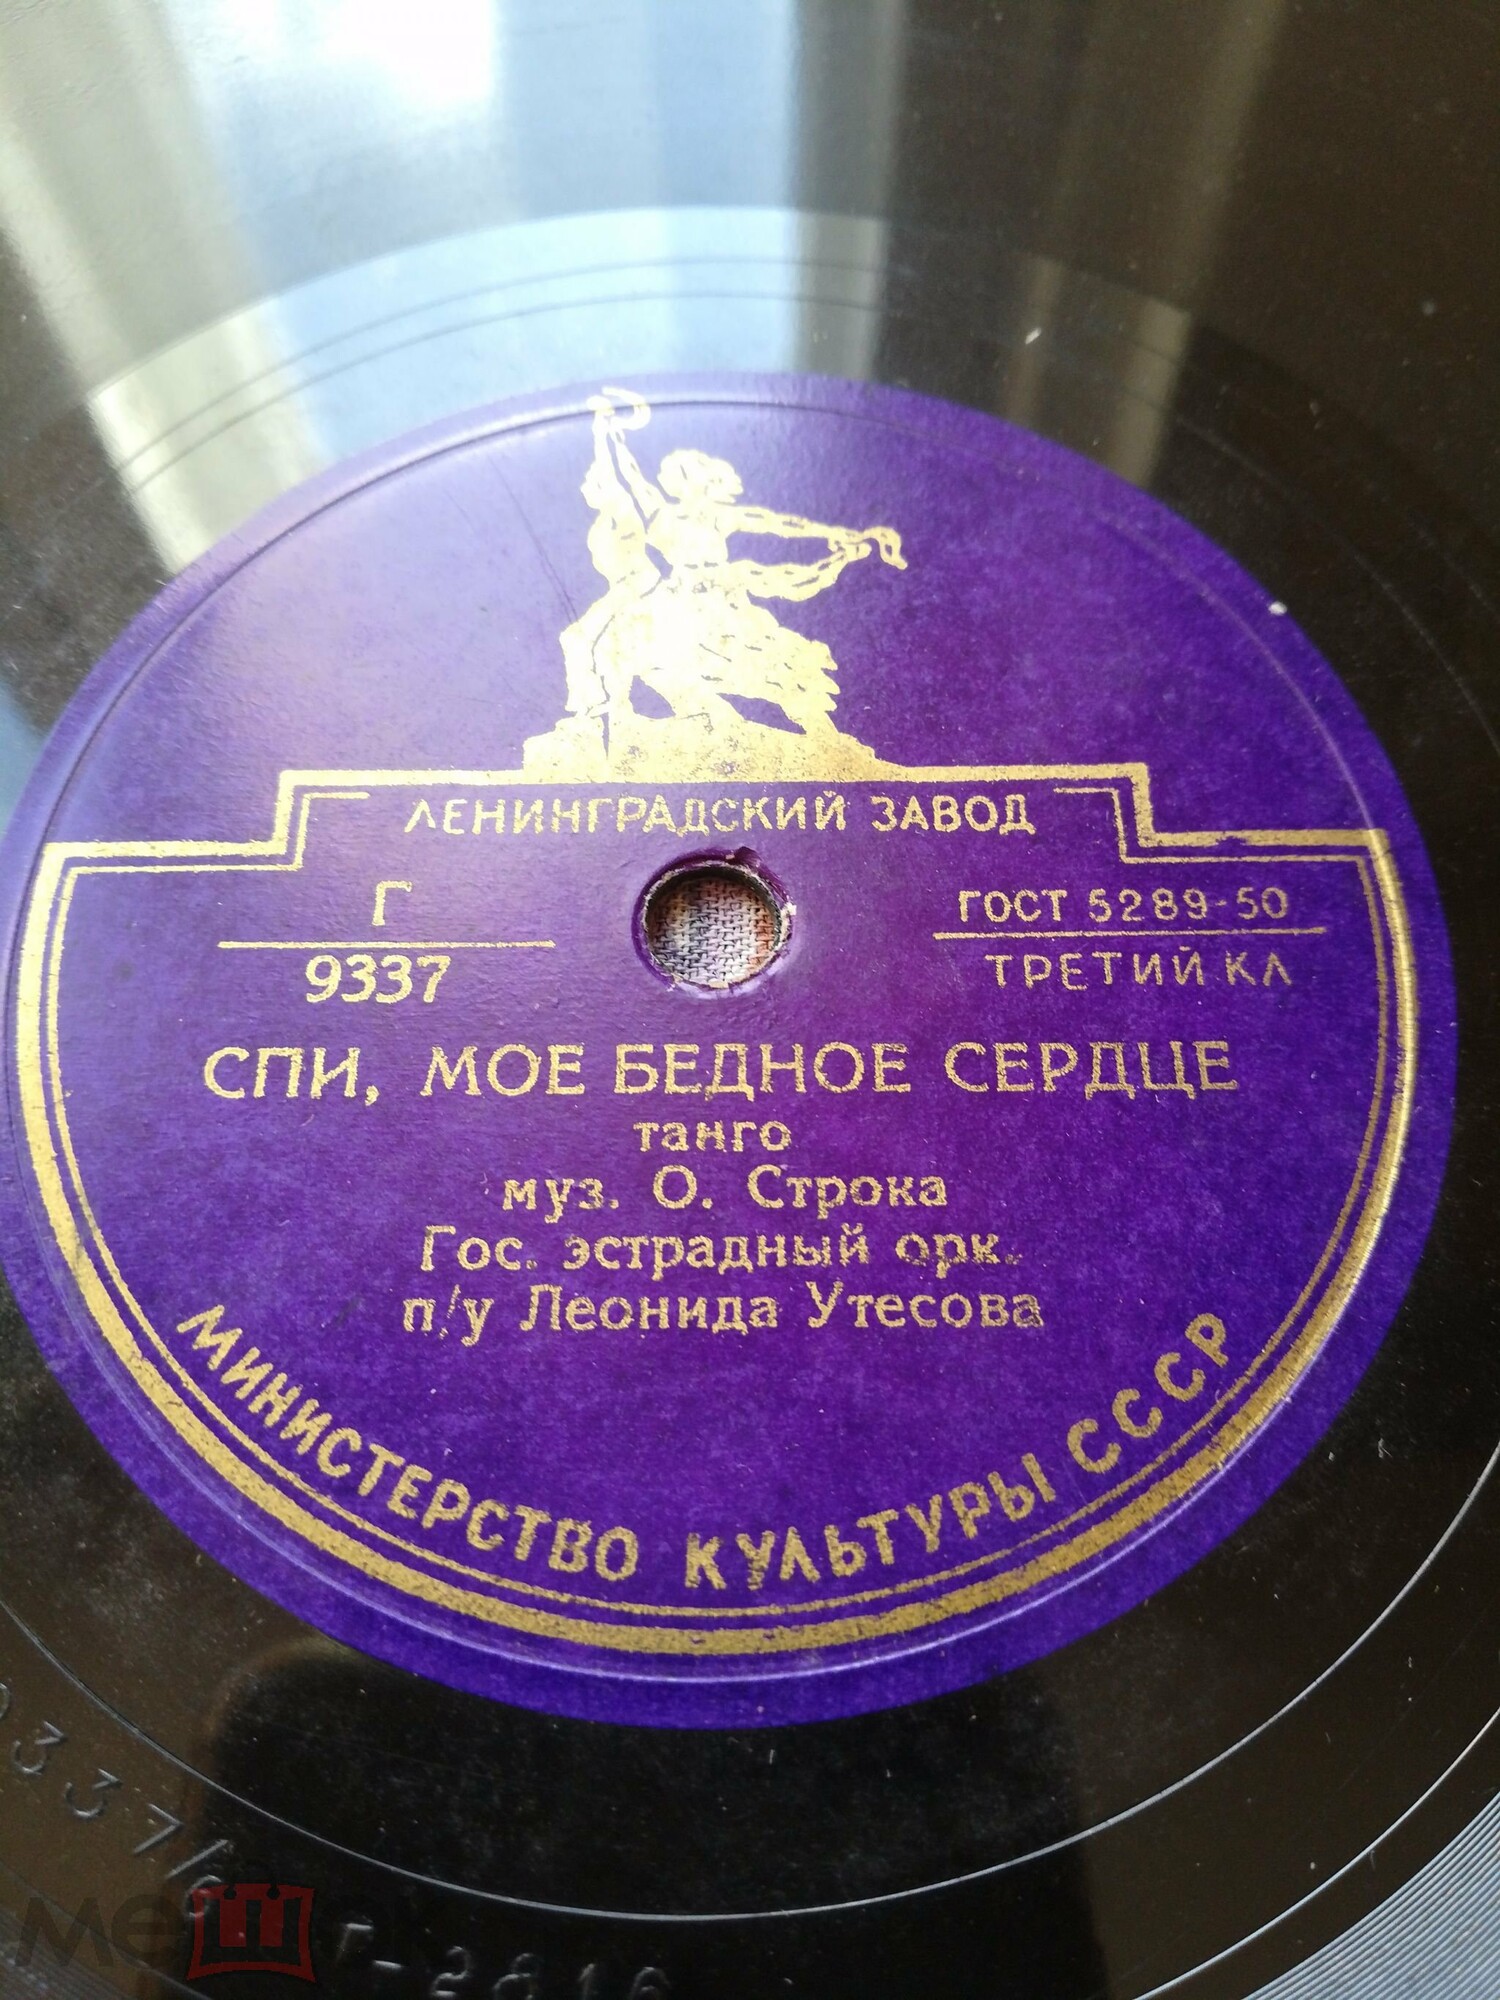 ЛЕНИНГРАДСКИЙ ЗАВОД
Г
9337
ГОСТ 5289-50
ТРЕТИЙ КЛ
СПИ, МОЕ БЕДНОЕ СЕРДЦЕ
танго
муз. О. Строка
Гос. эстрадный орк.
п/у Леонида Утесова
МИНИСТЕРСТВО КУЛЬТУРЫ СССР